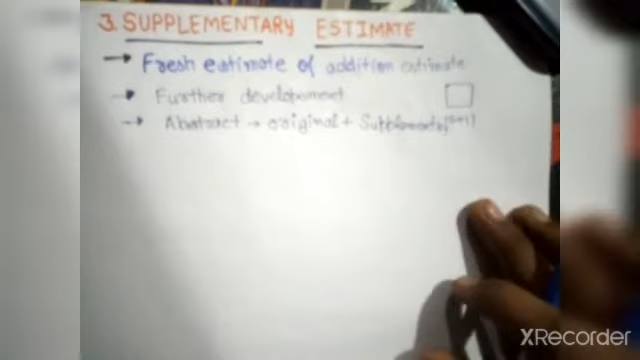 3. SUPPLEMENTARY ESTIMATE
→ Fresh estimate of addition estimate
→ Further development
→ Abstract → original + Supplementary
XRecorder